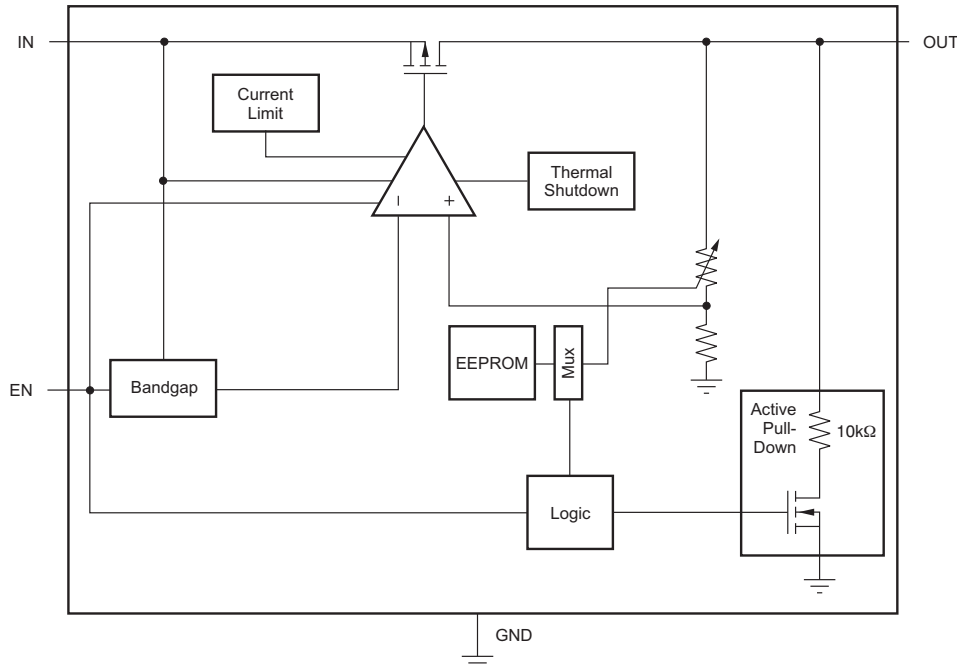 IN
OUT
Current
Limit
Thermal
Shutdown
EEPROM
Mux
Bandgap
EN
Active
Pull-
Down
10kΩ
Logic
GND